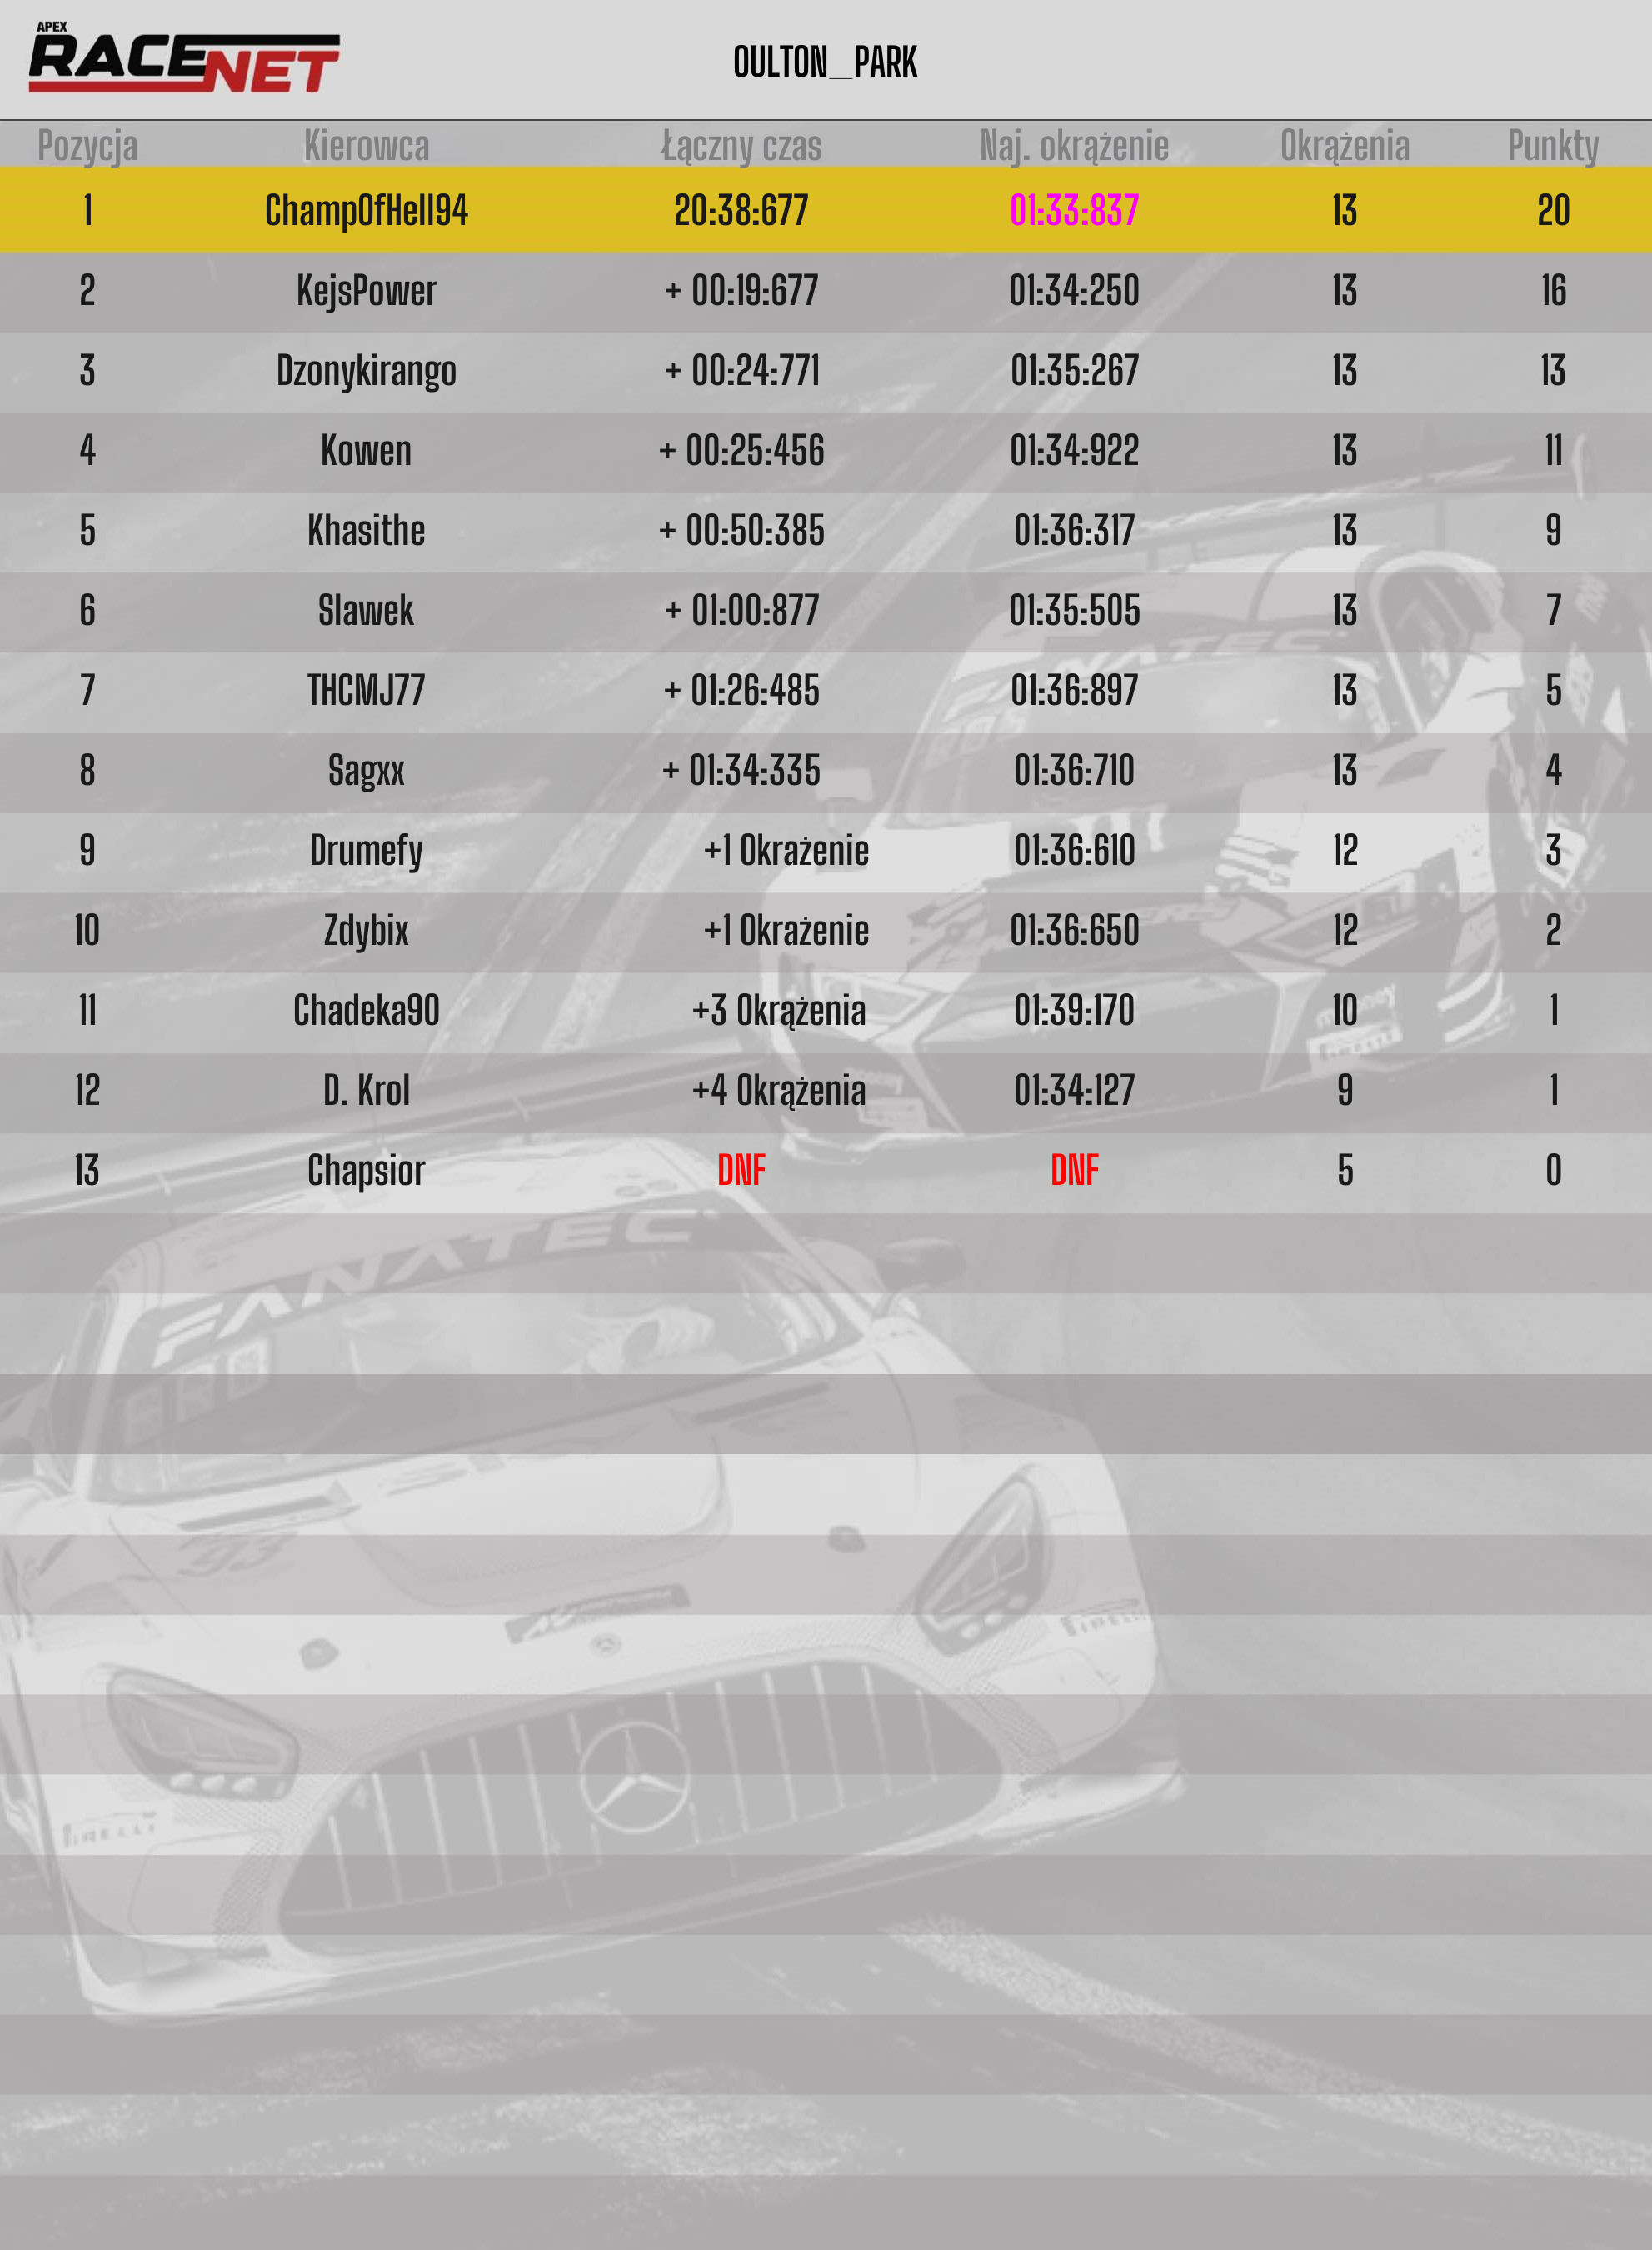 APEX
RACENET
OULTON_PARK
Pozycja Kierowca Łączny czas Naj. okrążenie Okrążenia Punkty
1 ChampOfHell94 20:38:677 01:33:837 13 20
2 KejsPower + 00:19:677 01:34:250 13 16
3 Dzonykirango + 00:24:771 01:35:267 13 13
4 Kowen + 00:25:456 01:34:922 13 11
5 Khasithe + 00:50:385 01:36:317 13 9
6 Slawek + 01:00:877 01:35:505 13 7
7 THCMJ77 + 01:26:485 01:36:897 13 5
8 Sagxx + 01:34:335 01:36:710 13 4
9 Drumefy +1 Okrażenie 01:36:610 12 3
10 Zdybix +1 Okrażenie 01:36:650 12 2
11 Chadeka90 +3 Okrążenia 01:39:170 10 1
12 D. Krol +4 Okrążenia 01:34:127 9 1
13 Chapsior DNF DNF 5 0
FANATEC
FANATEC
PIRELLI
PIRELLI